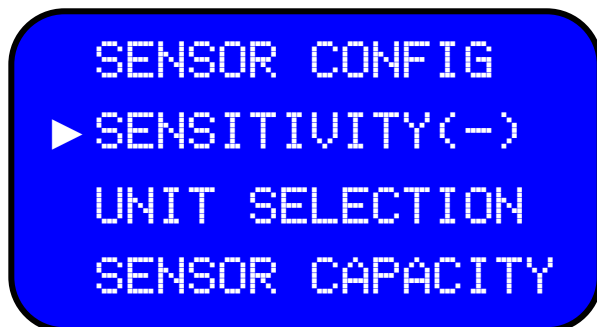 SENSOR CONFIG
►SENSITIVITY(-)
UNIT SELECTION
SENSOR CAPACITY